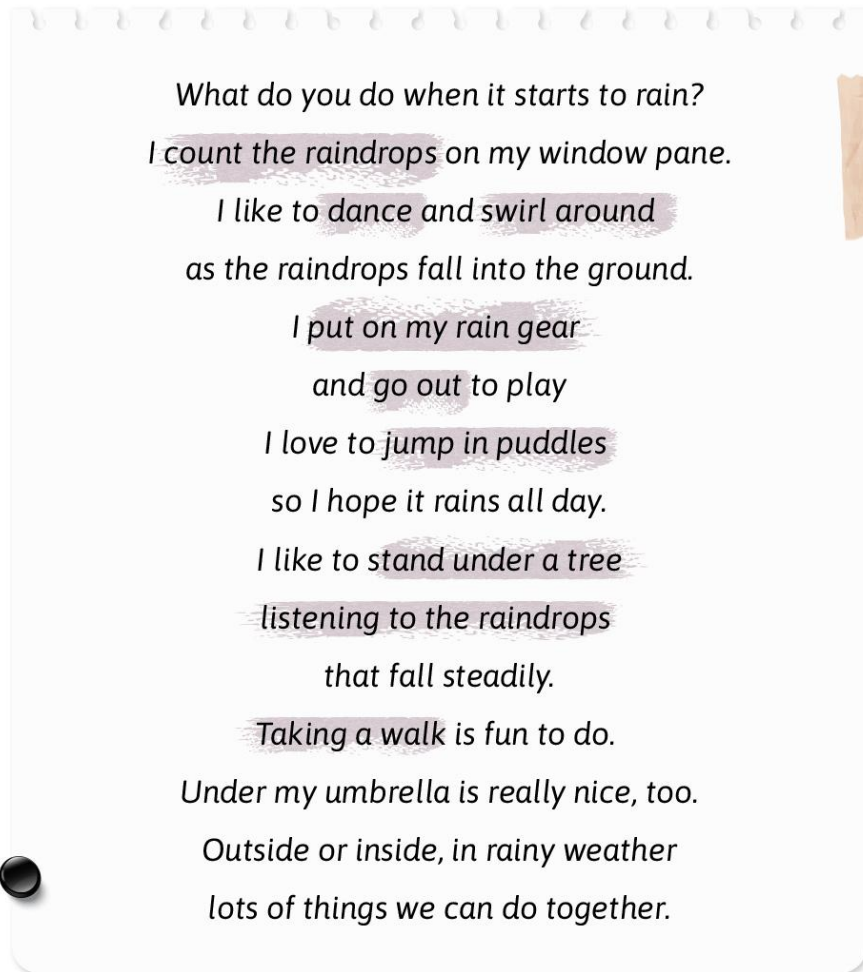 What do you do when it starts to rain?
I count the raindrops on my window pane.
I like to dance and swirl around
as the raindrops fall into the ground.
I put on my rain gear
and go out to play
I love to jump in puddles
so I hope it rains all day.
I like to stand under a tree
listening to the raindrops
that fall steadily.
Taking a walk is fun to do.
Under my umbrella is really nice, too.
Outside or inside, in rainy weather
lots of things we can do together.